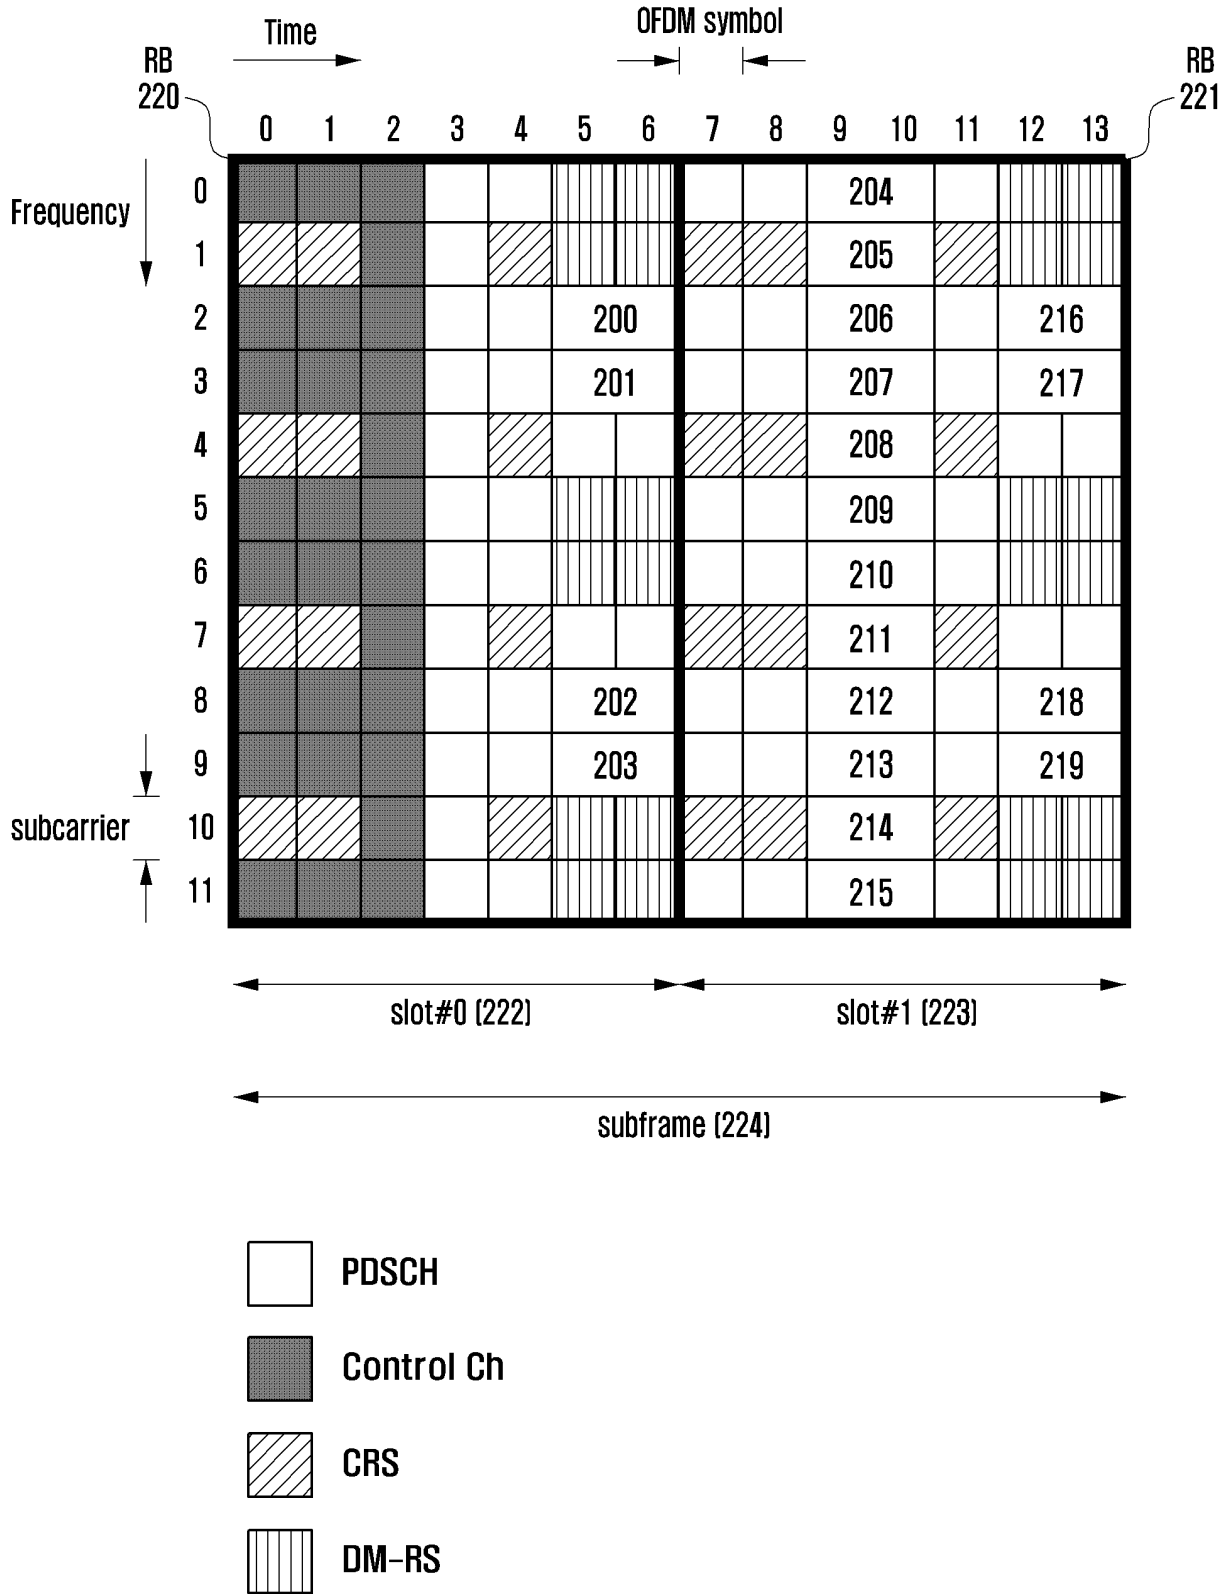 Time
OFDM symbol
RB
220
RB
221
0 1 2 3 4 5 6 7 8 9 10 11 12 13
Frequency
0 204
1 205
2 200 206 216
3 201 207 217
4 208
5 209
6 210
7 211
8 202 212 218
9 203 213 219
subcarrier
10 214
11 215
slot#0 (222) slot#1 (223)
subframe (224)
PDSCH
Control Ch
CRS
DM-RS